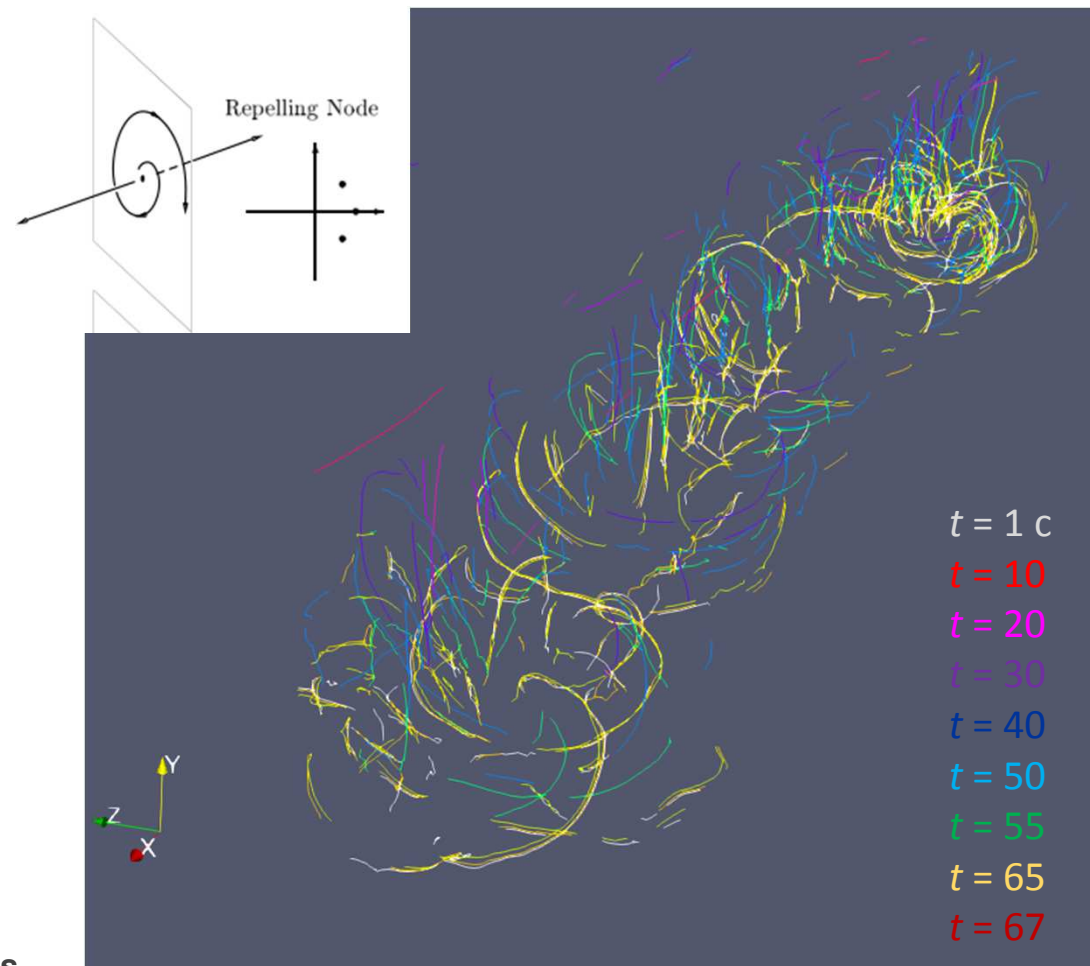 Repelling Node
t = 1 c
t = 10
t = 20
t = 30
t = 40
t = 50
t = 55
t = 65
t = 67
Y
Z
X
s